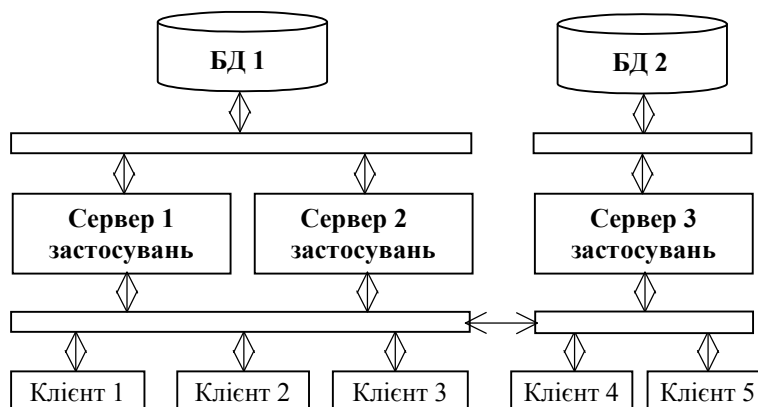 БД 1
БД 2
Сервер 1
застосувань
Сервер 2
застосувань
Сервер 3
застосувань
Клієнт 1
Клієнт 2
Клієнт 3
Клієнт 4
Клієнт 5